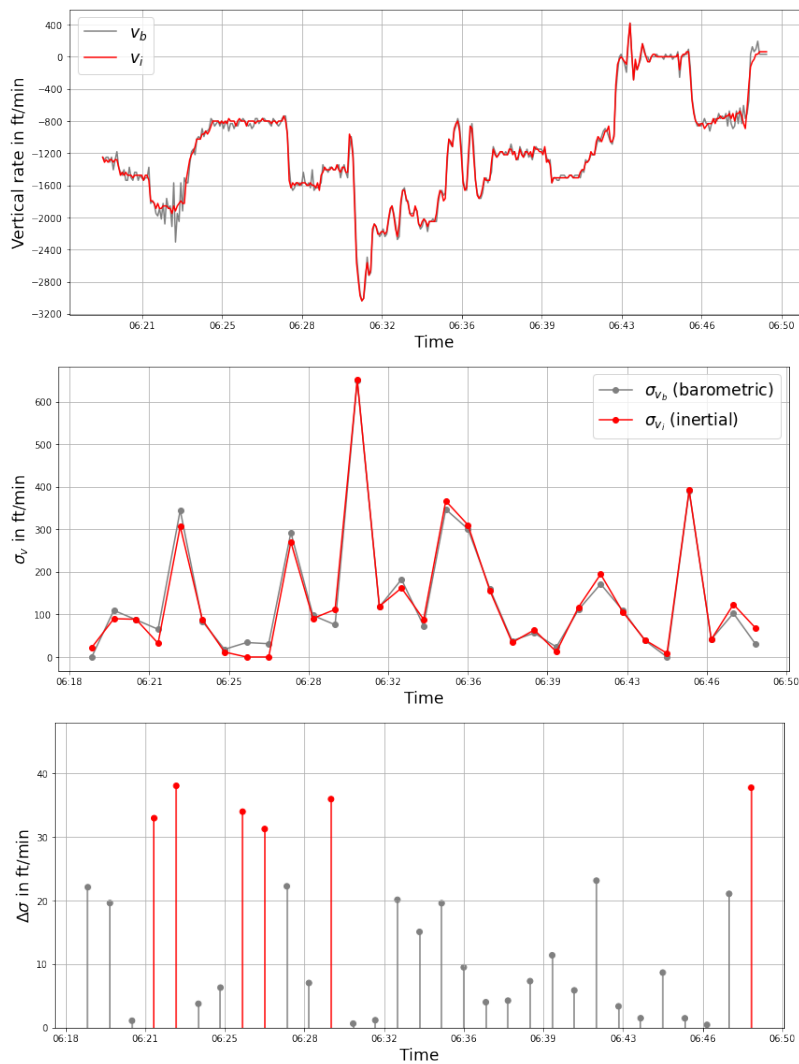 400
0
−400
−800
−1200
−1600
−2000
−2400
−2800
−3200
Vertical rate in ft/min
v_b
v_i
06:21 06:25 06:28 06:32 06:36 06:39 06:43 06:46 06:50
Time
600
500
400
300
200
100
0
σ_v in ft/min
σ_{v_b} (barometric)
σ_{v_i} (inertial)
06:18 06:21 06:25 06:28 06:32 06:36 06:39 06:43 06:46 06:50
Time
40
30
20
10
0
Δσ in ft/min
06:18 06:21 06:25 06:28 06:32 06:36 06:39 06:43 06:46 06:50
Time